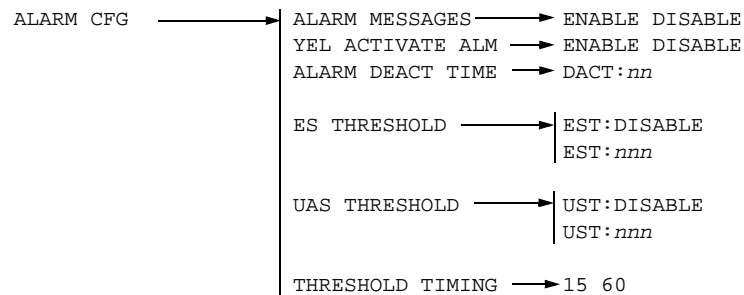 ALARM CFG ALARM MESSAGES ENABLE DISABLE
YEL ACTIVATE ALM ENABLE DISABLE
ALARM DEACT TIME DACT:nn
ES THRESHOLD EST:DISABLE
EST:nnn
UAS THRESHOLD UST:DISABLE
UST:nnn
THRESHOLD TIMING 15 60